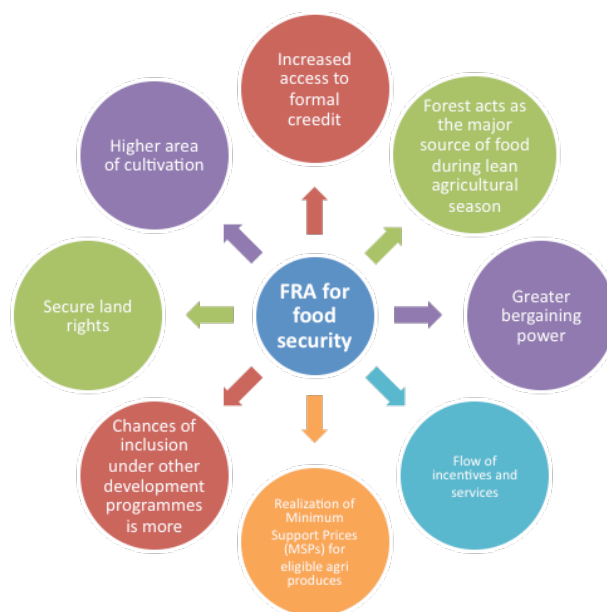 Increased
access to
formal
creedit
Forest acts as
the major
source of food
during lean
agricultural
season
Greater
bergaining
power
Flow of
incentives and
services
Realization of
Minimum
Support Prices (MSPs) for
eligible agri
produces
Chances of
inclusion
under other
development
programmes
is more
Secure land
rights
Higher area
of cultivation
FRA for
food
security